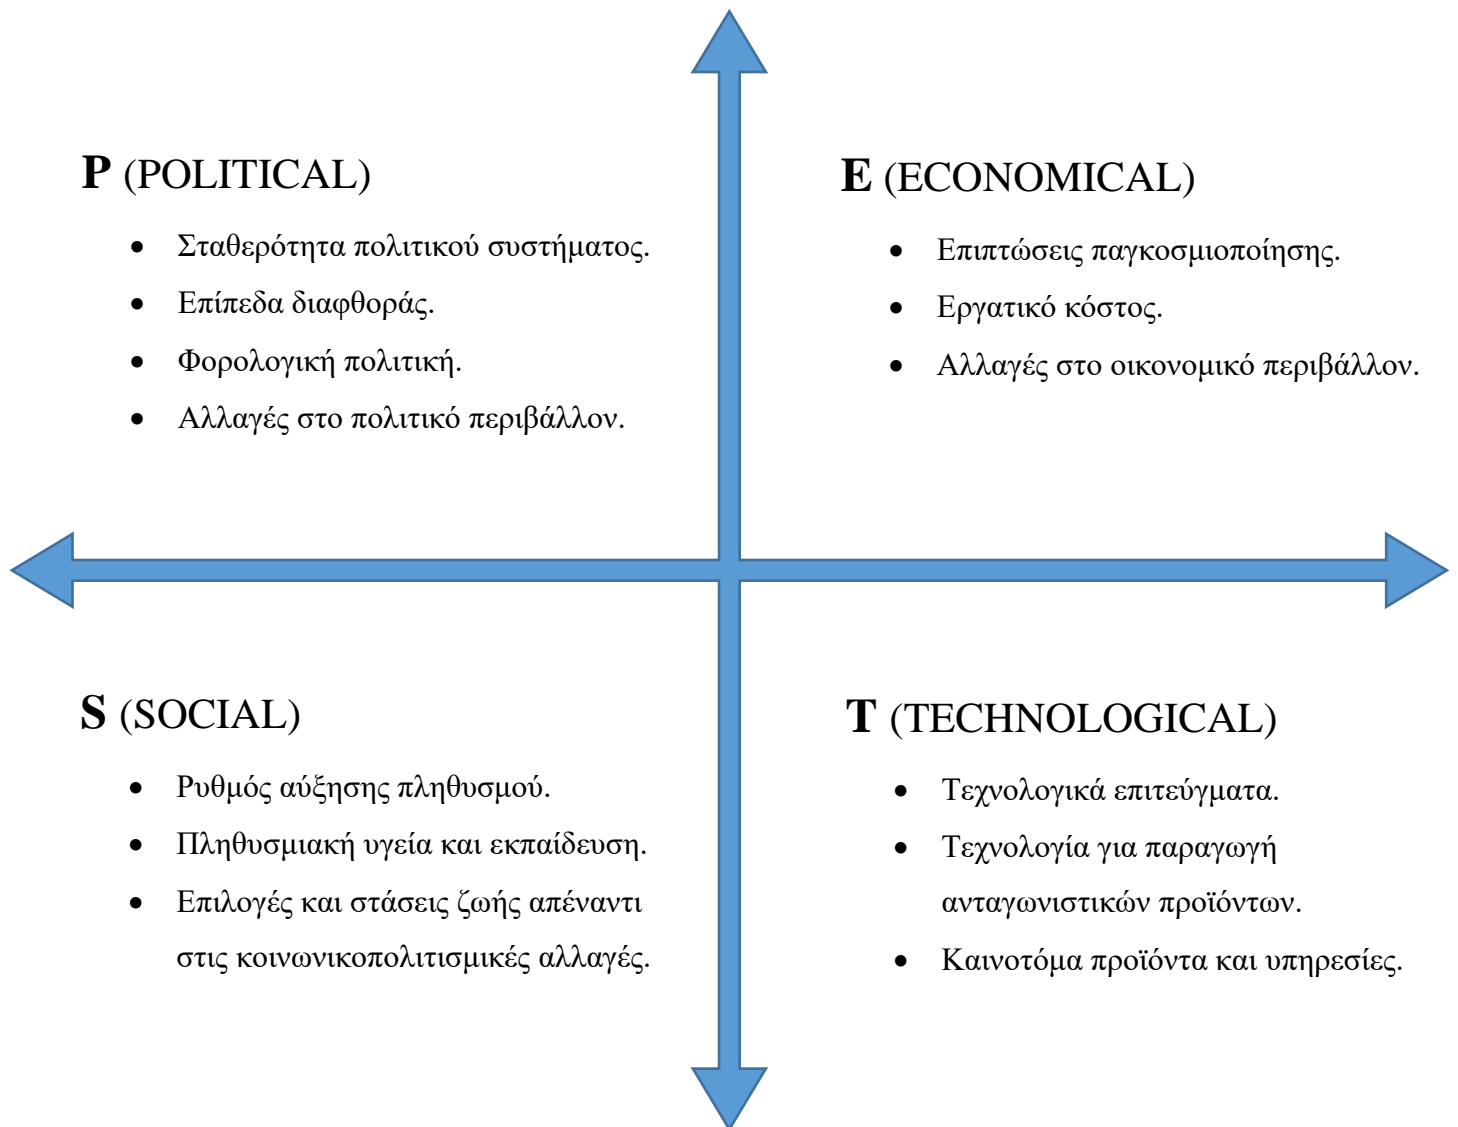 P (POLITICAL)
• Σταθερότητα πολιτικού συστήματος.
• Επίπεδα διαφθοράς.
• Φορολογική πολιτική.
• Αλλαγές στο πολιτικό περιβάλλον.
E (ECONOMICAL)
• Επιπτώσεις παγκοσμιοποίησης.
• Εργατικό κόστος.
• Αλλαγές στο οικονομικό περιβάλλον.
S (SOCIAL)
• Ρυθμός αύξησης πληθυσμού.
• Πληθυσμιακή υγεία και εκπαίδευση.
• Επιλογές και στάσεις ζωής απέναντι
στις κοινωνικοπολιτισμικές αλλαγές.
T (TECHNOLOGICAL)
• Τεχνολογικά επιτεύγματα.
• Τεχνολογία για παραγωγή
ανταγωνιστικών προϊόντων.
• Καινοτόμα προϊόντα και υπηρεσίες.